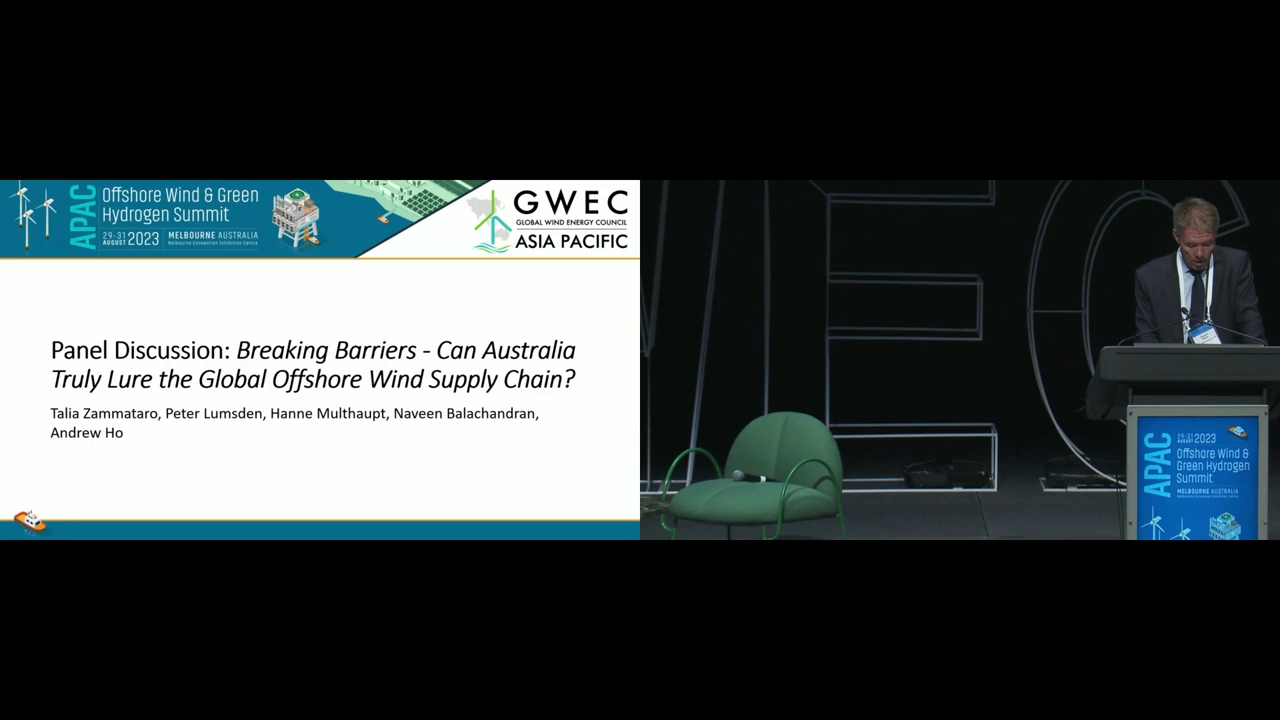 APAC
Offshore Wind & Green
Hydrogen Summit
29-31
AUGUST 2023
MELBOURNE AUSTRALIA
Melbourne Convention Exhibition Centre
GWEC
GLOBAL WIND ENERGY COUNCIL
ASIA PACIFIC
Panel Discussion: Breaking Barriers - Can Australia
Truly Lure the Global Offshore Wind Supply Chain?
Talia Zammataro, Peter Lumsden, Hanne Multhaupt, Naveen Balachandran,
Andrew Ho
EC
APAC
29-31
AUGUST 2023
Offshore Wind &
Green Hydrogen
Summit
MELBOURNE AUSTRALIA